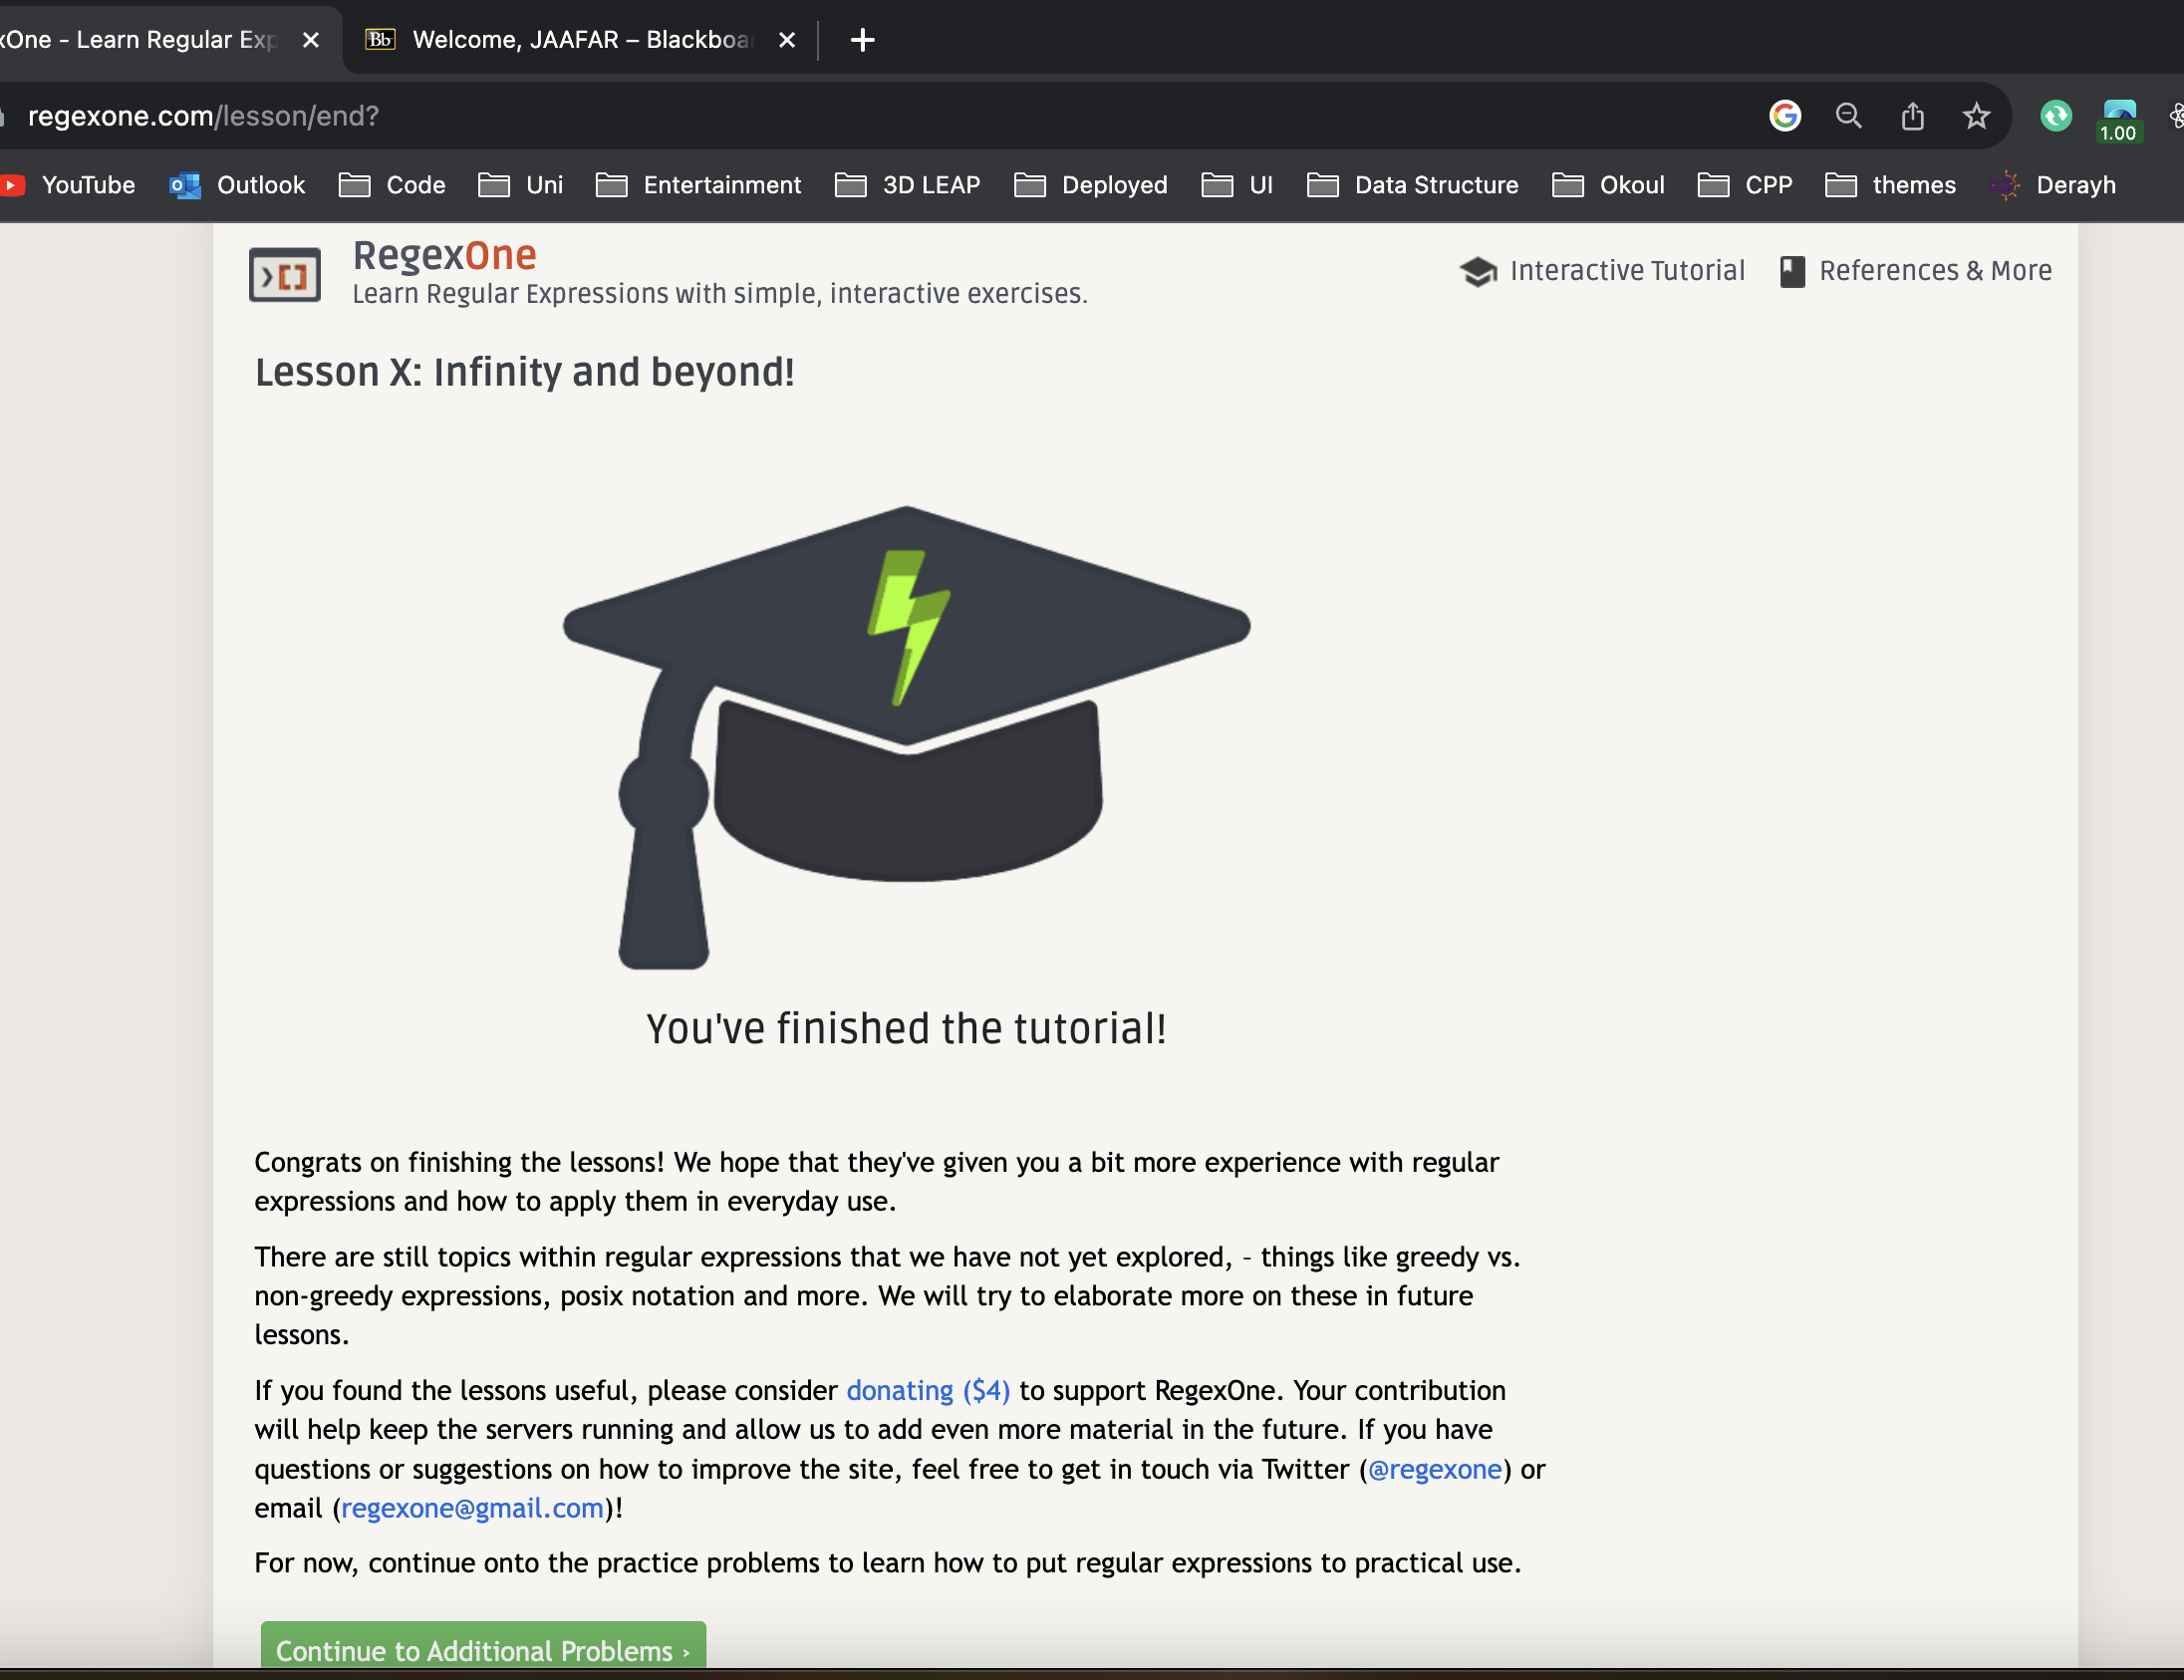 One - Learn Regular Exp
Bb Welcome, JAAFAR – Blackboa
regexone.com/lesson/end?
1.00
YouTube Outlook Code Uni Entertainment 3D LEAP Deployed UI Data Structure Okoul CPP themes Derayh
RegexOne
Learn Regular Expressions with simple, interactive exercises.
Interactive Tutorial References & More
Lesson X: Infinity and beyond!
You've finished the tutorial!
Congrats on finishing the lessons! We hope that they've given you a bit more experience with regular
expressions and how to apply them in everyday use.
There are still topics within regular expressions that we have not yet explored, - things like greedy vs.
non-greedy expressions, posix notation and more. We will try to elaborate more on these in future
lessons.
If you found the lessons useful, please consider donating ($4) to support RegexOne. Your contribution
will help keep the servers running and allow us to add even more material in the future. If you have
questions or suggestions on how to improve the site, feel free to get in touch via Twitter (@regexone) or
email (regexone@gmail.com)!
For now, continue onto the practice problems to learn how to put regular expressions to practical use.
Continue to Additional Problems ›